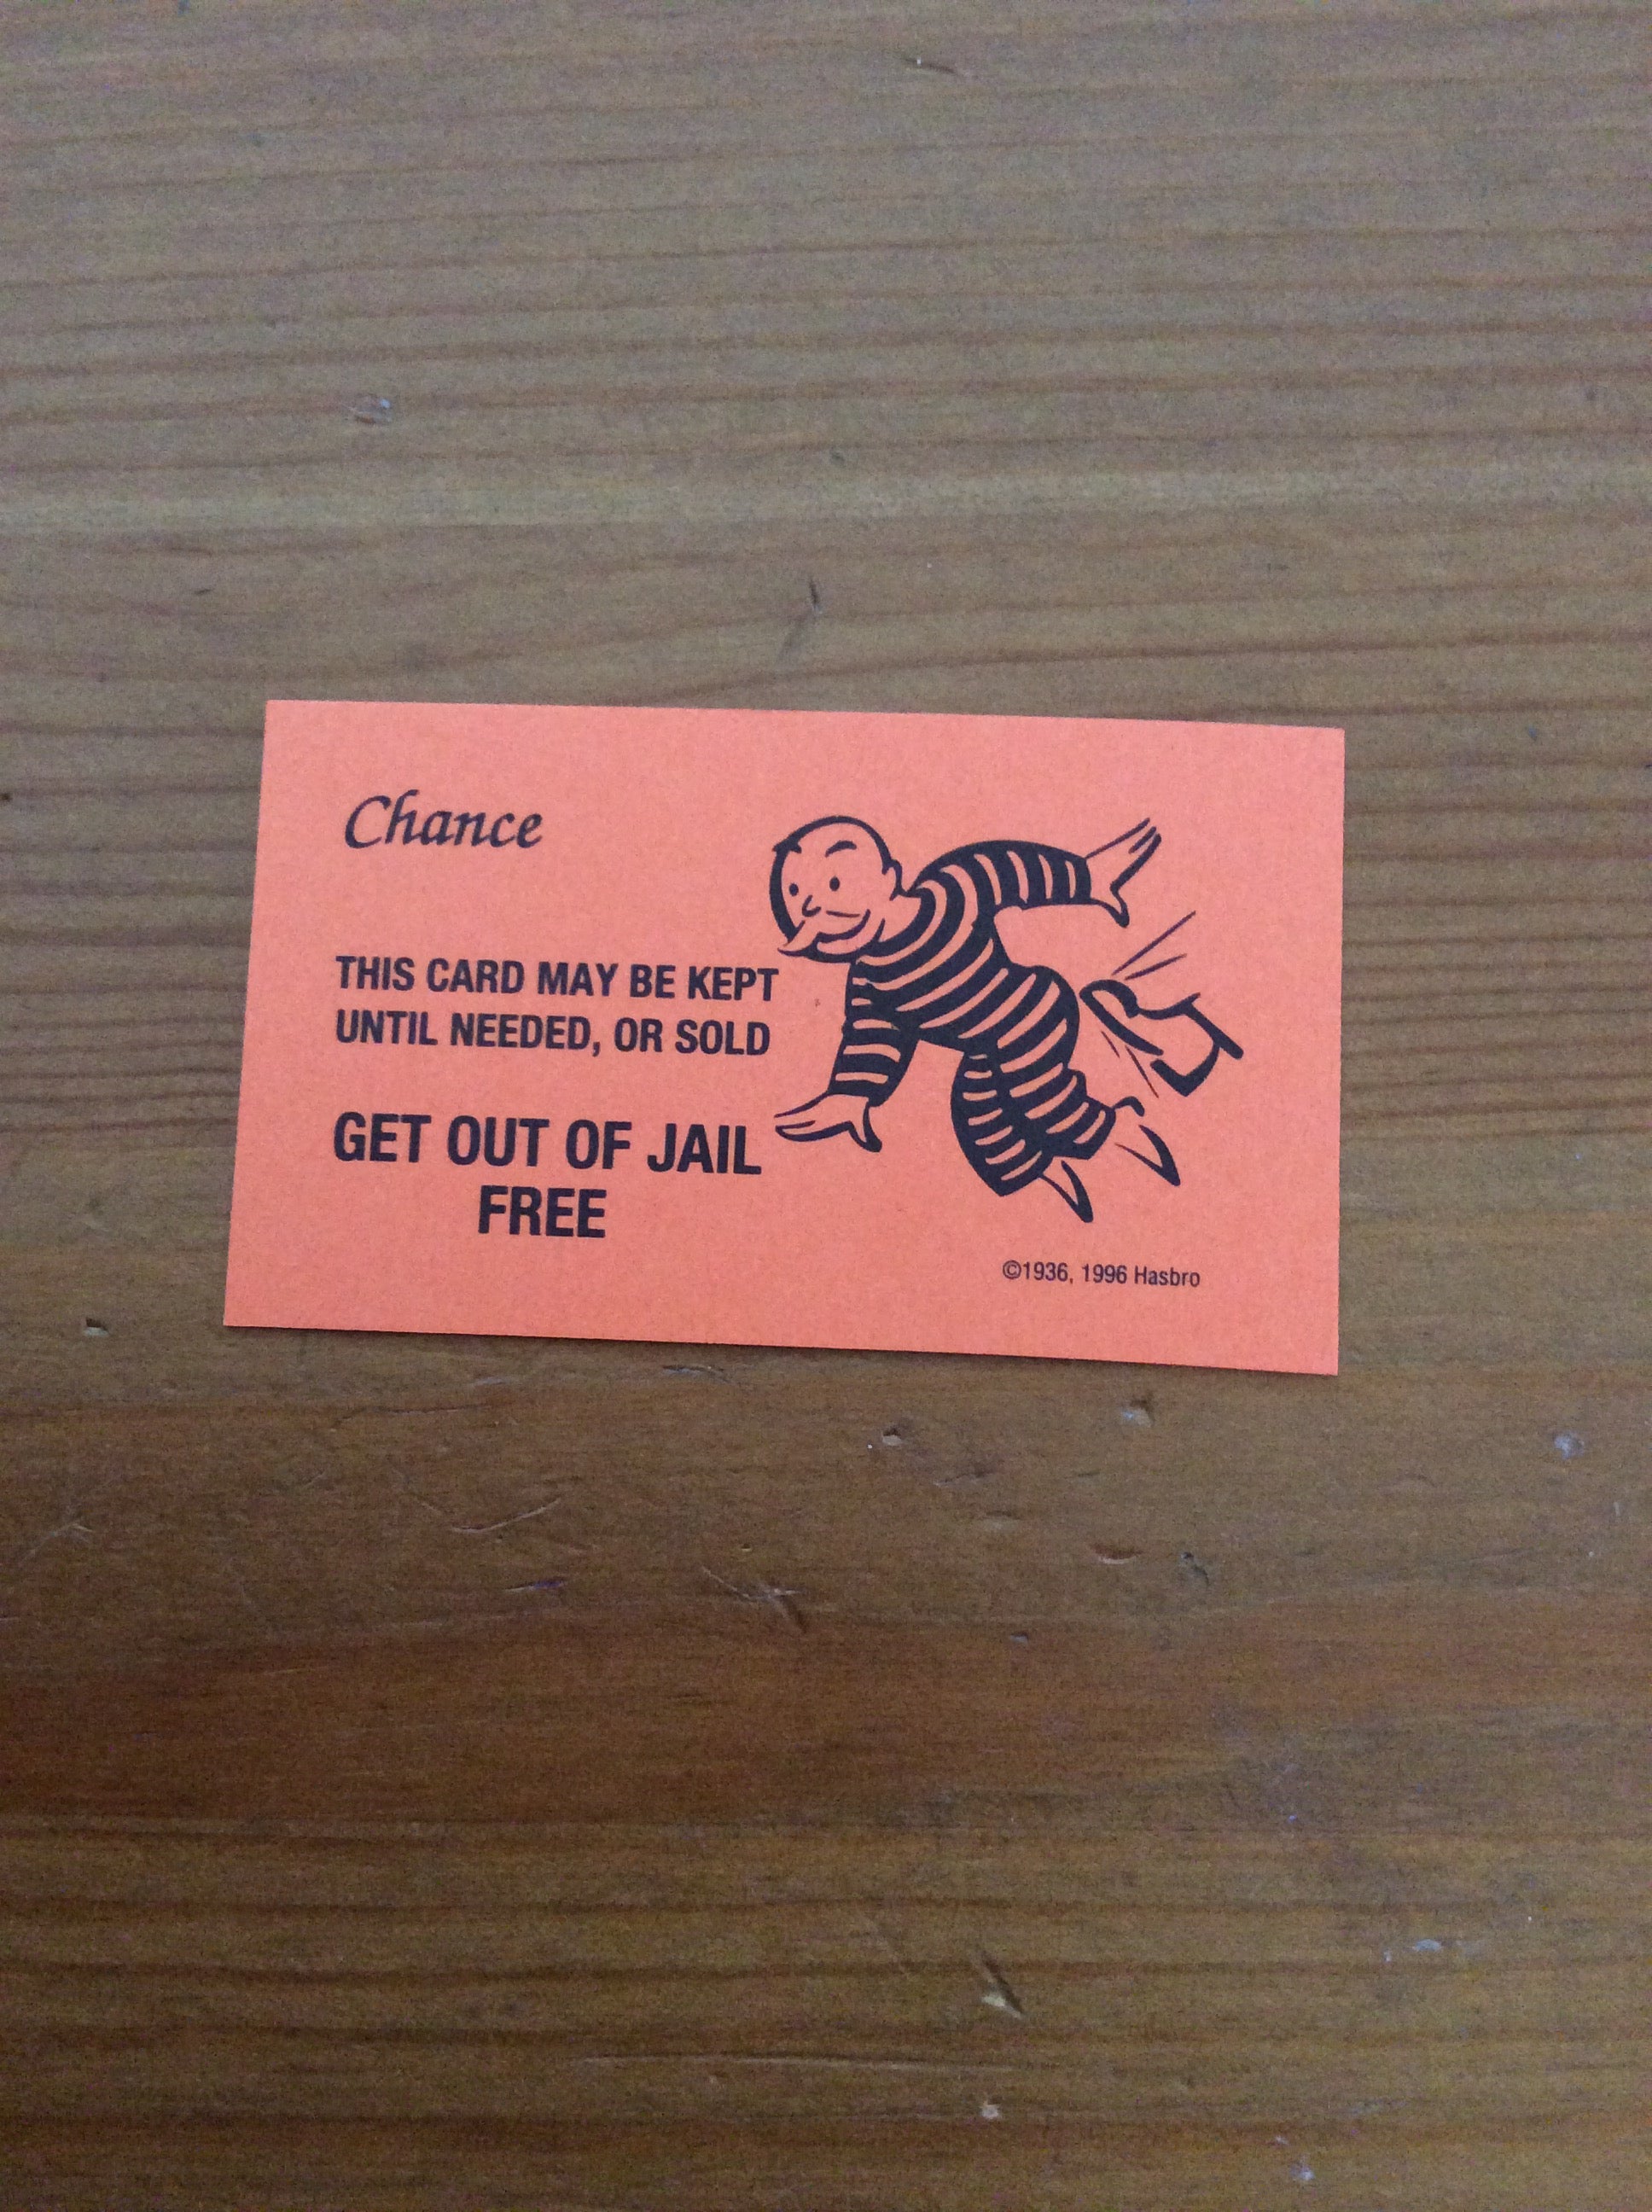 Chance
THIS CARD MAY BE KEPT
UNTIL NEEDED, OR SOLD
GET OUT OF JAIL
FREE
©1936, 1996 Hasbro